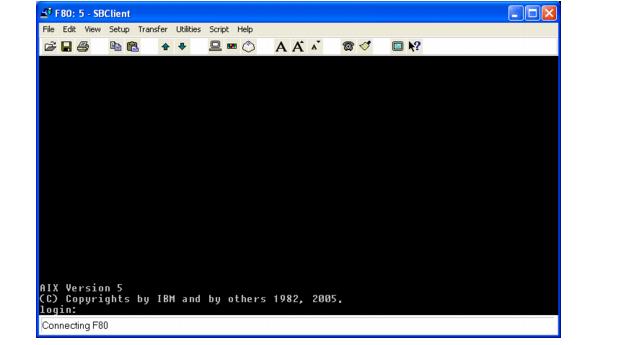 F80: 5 - SBClient
File Edit View Setup Transfer Utilities Script Help
A A A
AIX Version 5
(C) Copyrights by IBM and by others 1982, 2005.
login:
Connecting F80